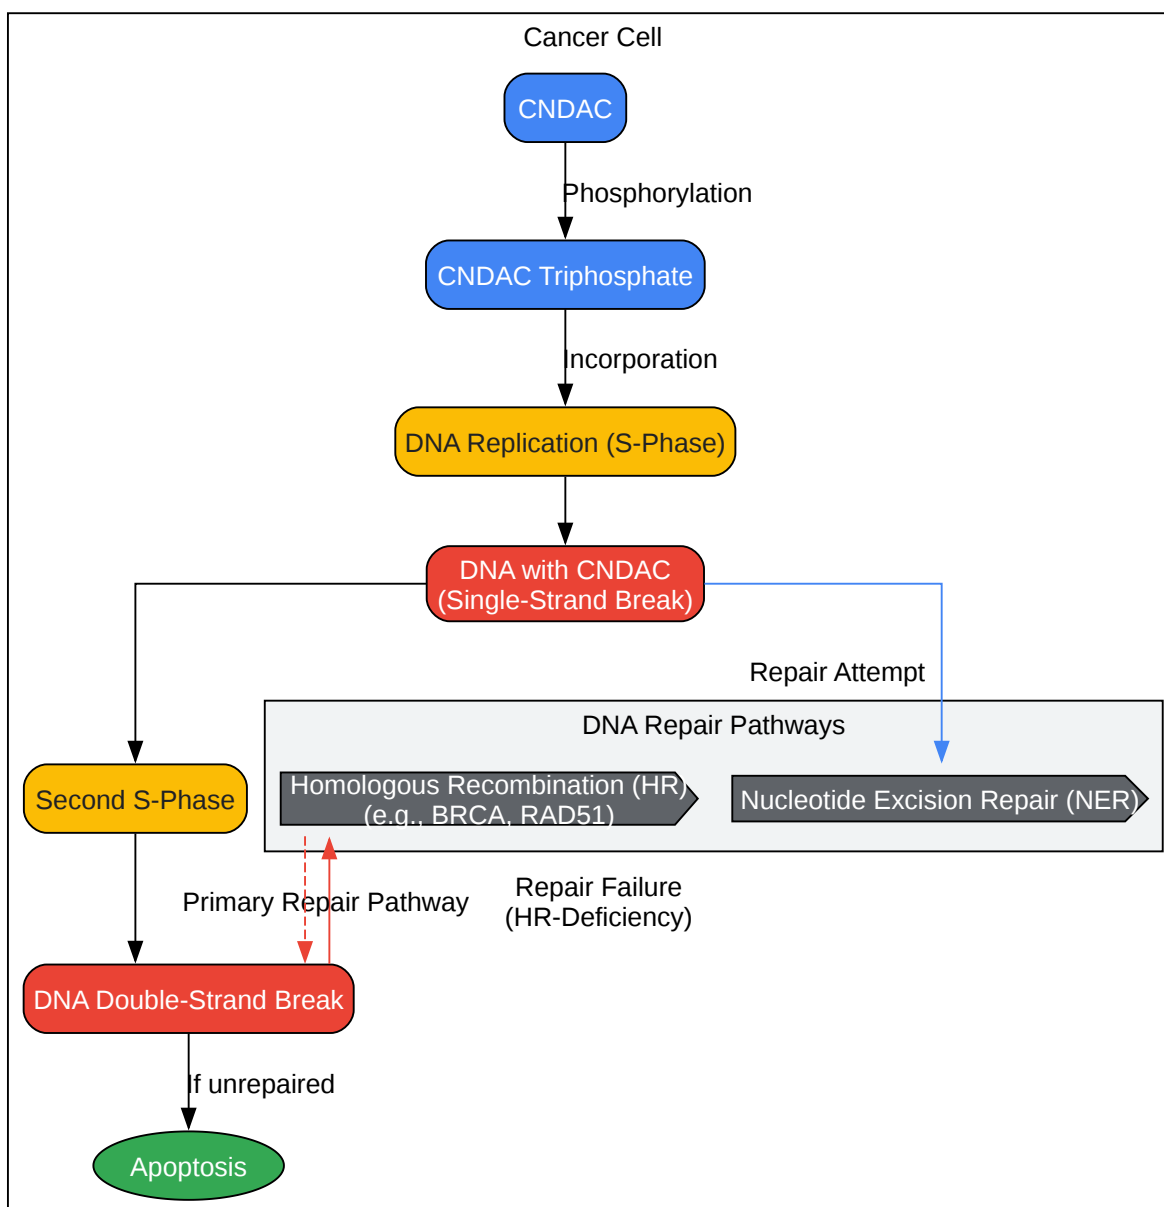 Cancer Cell
CNDAC
Phosphorylation
CNDAC Triphosphate
Incorporation
DNA Replication (S-Phase)
DNA with CNDAC
(Single-Strand Break)
Repair Attempt
DNA Repair Pathways
Second S-Phase
Homologous Recombination (HR)
(e.g., BRCA, RAD51)
Nucleotide Excision Repair (NER)
Primary Repair Pathway
Repair Failure
(HR-Deficiency)
DNA Double-Strand Break
If unrepaired
Apoptosis